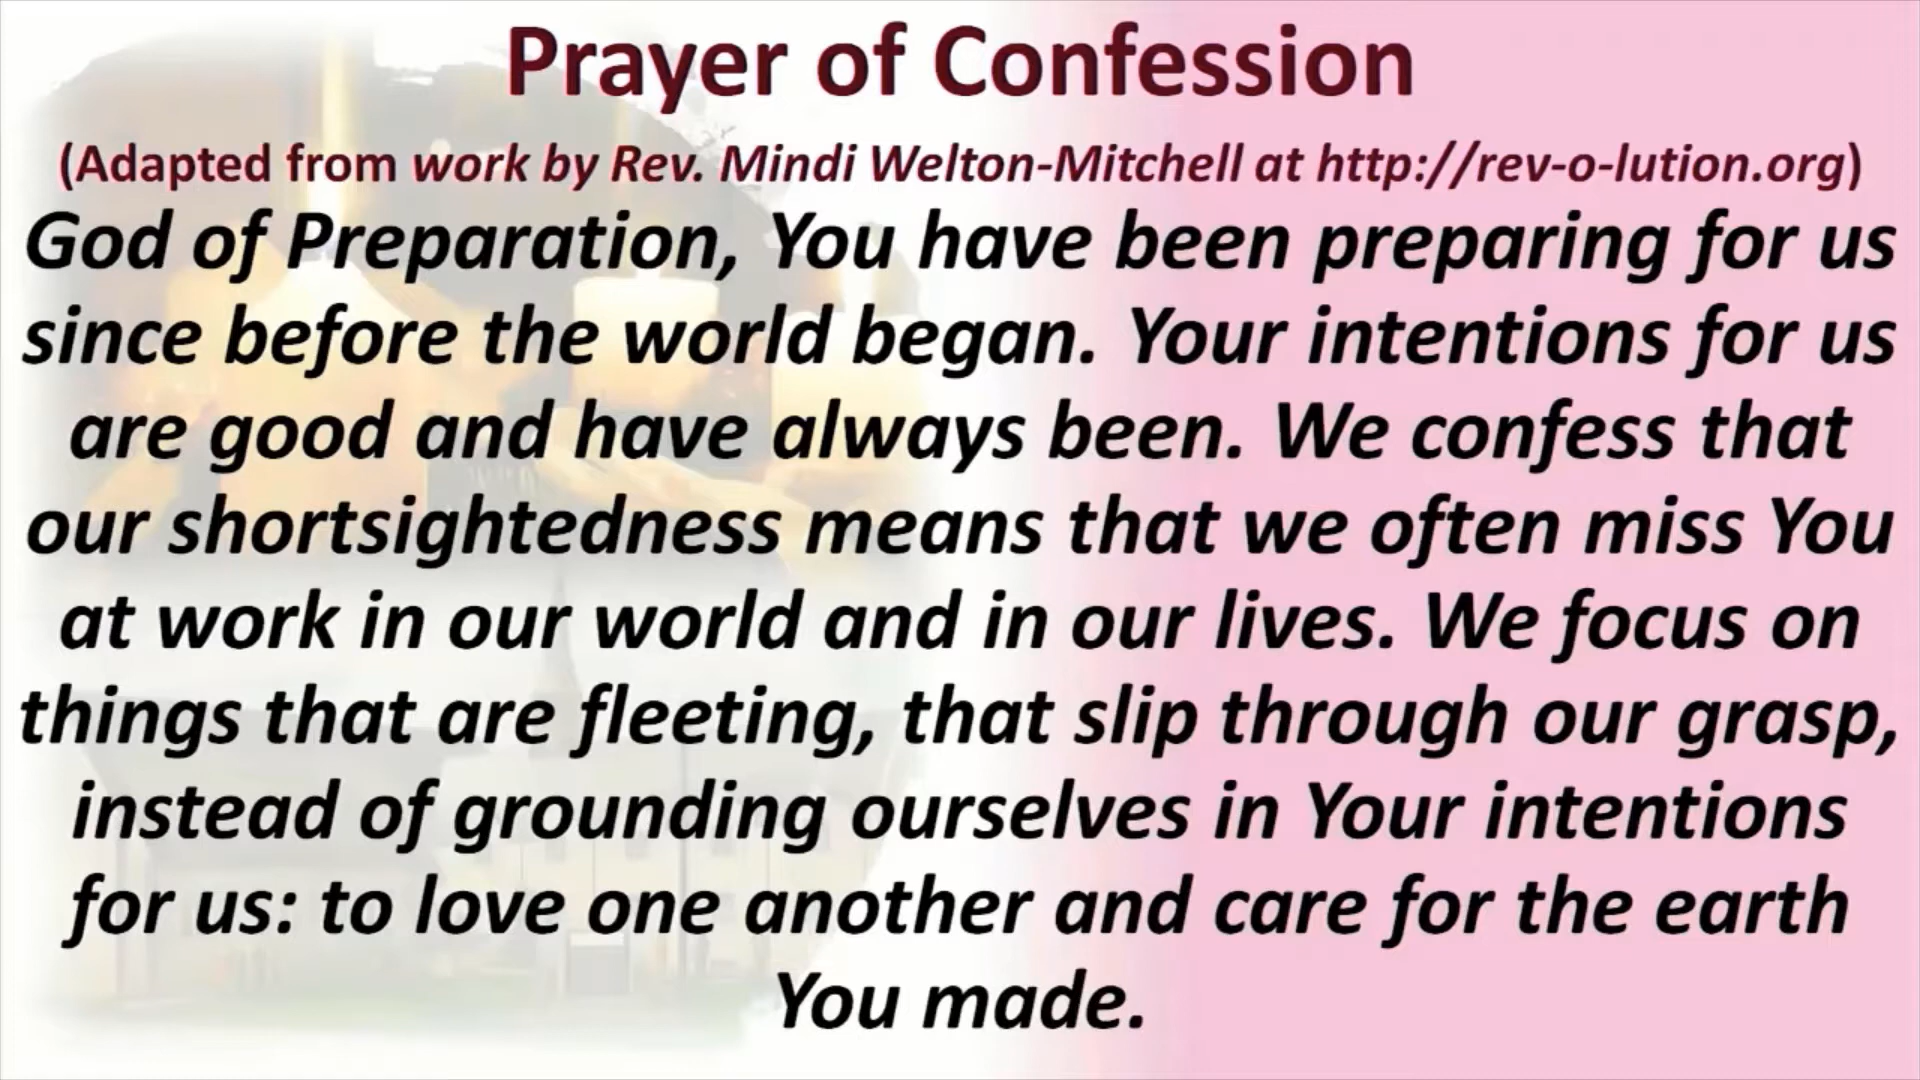 Prayer of Confession
(Adapted from work by Rev. Mindi Welton-Mitchell at http://rev-o-lution.org)
God of Preparation, You have been preparing for us
since before the world began. Your intentions for us
are good and have always been. We confess that
our shortsightedness means that we often miss You
at work in our world and in our lives. We focus on
things that are fleeting, that slip through our grasp,
instead of grounding ourselves in Your intentions
for us: to love one another and care for the earth
You made.